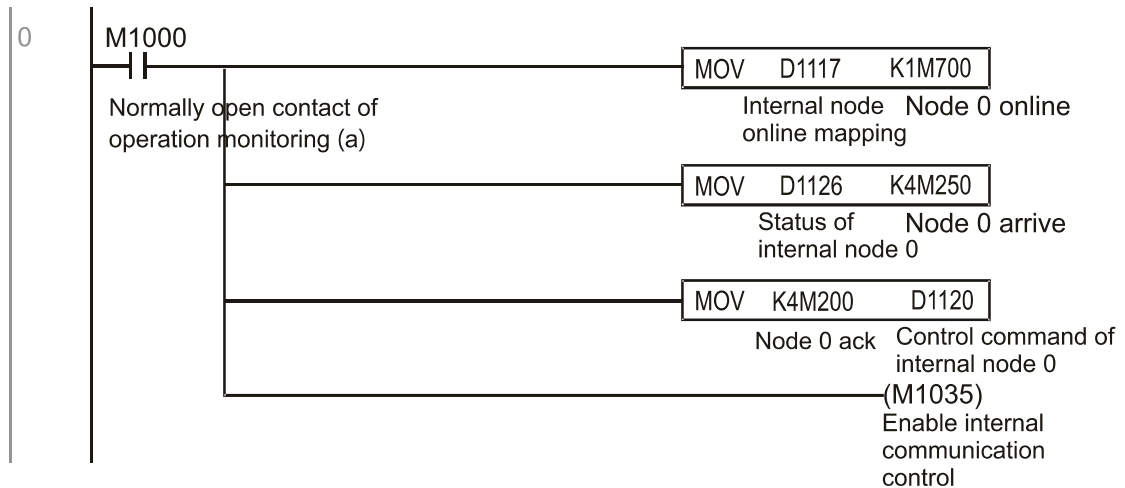 0
M1000
MOV D1117 K1M700
Normally open contact of
operation monitoring (a)
Internal node
online mapping
Node 0 online
MOV D1126 K4M250
Status of
internal node 0
Node 0 arrive
MOV K4M200 D1120
Node 0 ack
Control command of
internal node 0
(M1035)
Enable internal
communication
control